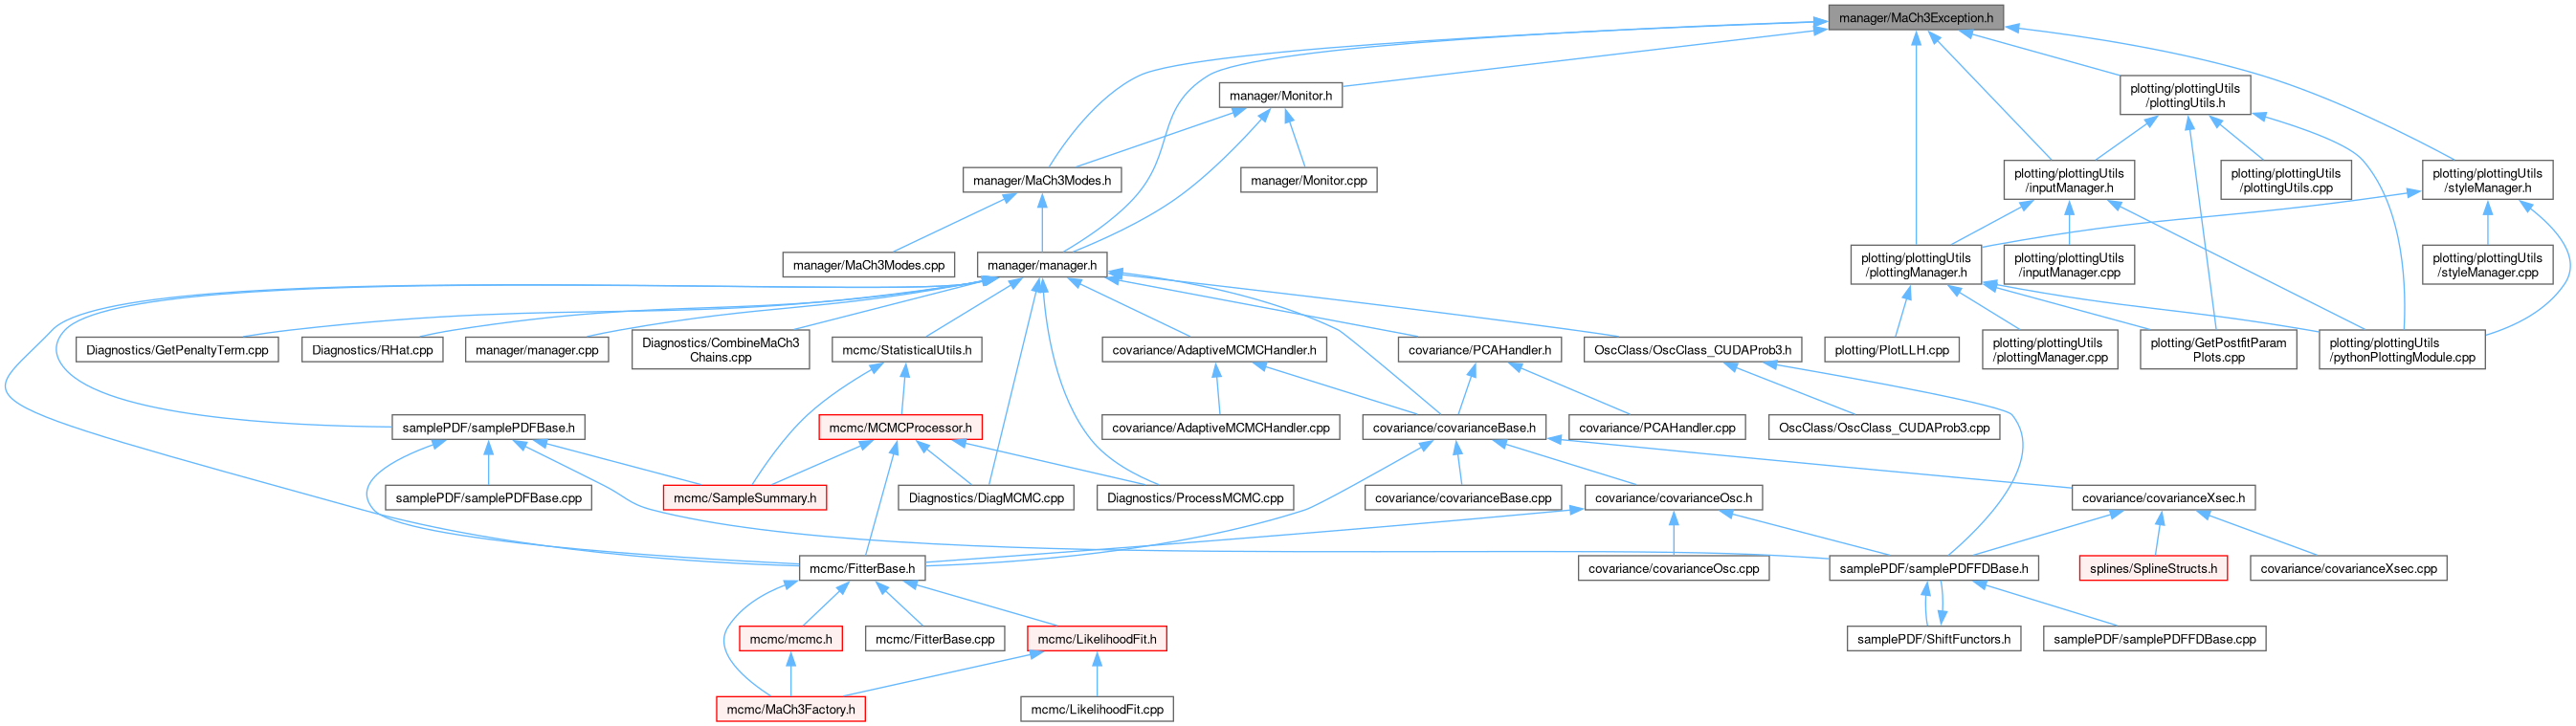 manager/MaCh3Exception.h
manager/Monitor.h
plotting/plottingUtils
/plottingUtils.h
manager/MaCh3Modes.h
manager/Monitor.cpp
plotting/plottingUtils
/inputManager.h
plotting/plottingUtils
/plottingUtils.cpp
plotting/plottingUtils
/styleManager.h
manager/MaCh3Modes.cpp
manager/manager.h
plotting/plottingUtils
/plottingManager.h
plotting/plottingUtils
/inputManager.cpp
plotting/plottingUtils
/styleManager.cpp
Diagnostics/GetPenaltyTerm.cpp
Diagnostics/RHat.cpp
manager/manager.cpp
Diagnostics/CombineMaCh3
Chains.cpp
mcmc/StatisticalUtils.h
covariance/AdaptiveMCMCHandler.h
covariance/PCAHandler.h
OscClass/OscClass_CUDAProb3.h
plotting/PlotLLH.cpp
plotting/plottingUtils
/plottingManager.cpp
plotting/GetPostfitParam
Plots.cpp
plotting/plottingUtils
/pythonPlottingModule.cpp
samplePDF/samplePDFBase.h
mcmc/MCMCProcessor.h
covariance/AdaptiveMCMCHandler.cpp
covariance/covarianceBase.h
covariance/PCAHandler.cpp
OscClass/OscClass_CUDAProb3.cpp
samplePDF/samplePDFBase.cpp
mcmc/SampleSummary.h
Diagnostics/DiagMCMC.cpp
Diagnostics/ProcessMCMC.cpp
covariance/covarianceBase.cpp
covariance/covarianceOsc.h
covariance/covarianceXsec.h
mcmc/FitterBase.h
covariance/covarianceOsc.cpp
samplePDF/samplePDFFDBase.h
splines/SplineStructs.h
covariance/covarianceXsec.cpp
mcmc/mcmc.h
mcmc/FitterBase.cpp
mcmc/LikelihoodFit.h
samplePDF/ShiftFunctors.h
samplePDF/samplePDFFDBase.cpp
mcmc/MaCh3Factory.h
mcmc/LikelihoodFit.cpp